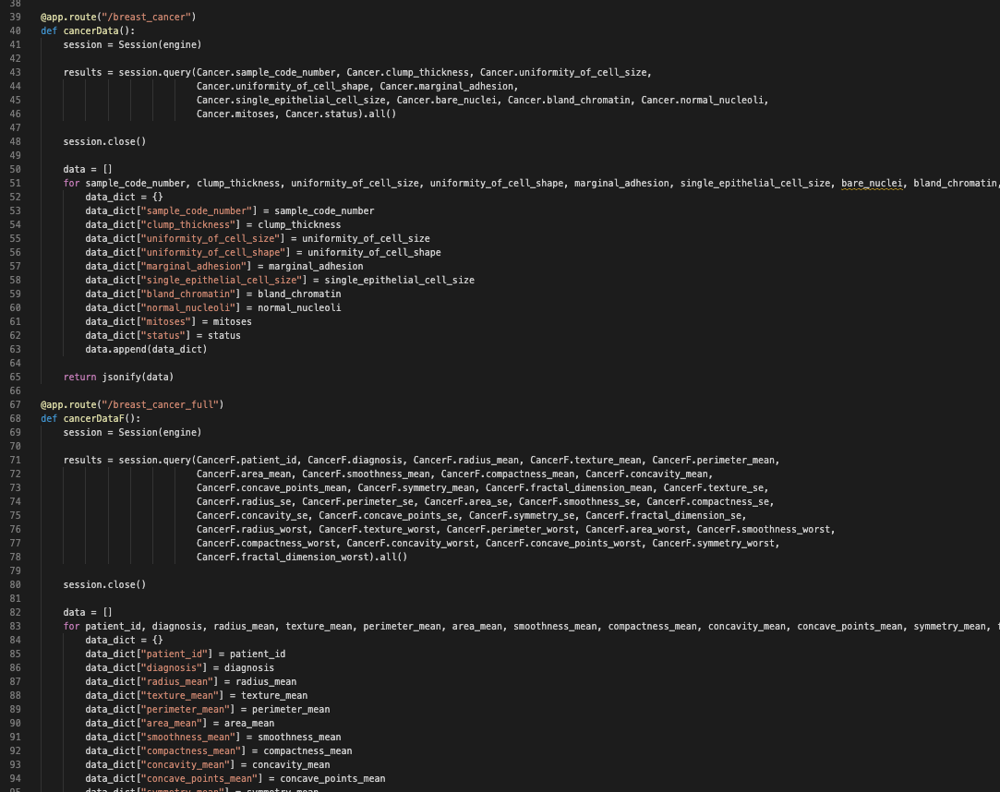 38
39 @app.route("/breast_cancer")
40 def cancerData():
41     session = Session(engine)
42
43     results = session.query(Cancer.sample_code_number, Cancer.clump_thickness, Cancer.uniformity_of_cell_size,
44                             Cancer.uniformity_of_cell_shape, Cancer.marginal_adhesion,
45                             Cancer.single_epithelial_cell_size, Cancer.bare_nuclei, Cancer.bland_chromatin, Cancer.normal_nucleoli,
46                             Cancer.mitoses, Cancer.status).all()
47
48     session.close()
49
50     data = []
51     for sample_code_number, clump_thickness, uniformity_of_cell_size, uniformity_of_cell_shape, marginal_adhesion, single_epithelial_cell_size, bare_nuclei, bland_chromatin,
52         data_dict = {}
53         data_dict["sample_code_number"] = sample_code_number
54         data_dict["clump_thickness"] = clump_thickness
55         data_dict["uniformity_of_cell_size"] = uniformity_of_cell_size
56         data_dict["uniformity_of_cell_shape"] = uniformity_of_cell_shape
57         data_dict["marginal_adhesion"] = marginal_adhesion
58         data_dict["single_epithelial_cell_size"] = single_epithelial_cell_size
59         data_dict["bland_chromatin"] = bland_chromatin
60         data_dict["normal_nucleoli"] = normal_nucleoli
61         data_dict["mitoses"] = mitoses
62         data_dict["status"] = status
63         data.append(data_dict)
64
65     return jsonify(data)
66
67 @app.route("/breast_cancer_full")
68 def cancerDataF():
69     session = Session(engine)
70
71     results = session.query(CancerF.patient_id, CancerF.diagnosis, CancerF.radius_mean, CancerF.texture_mean, CancerF.perimeter_mean,
72                             CancerF.area_mean, CancerF.smoothness_mean, CancerF.compactness_mean, CancerF.concavity_mean,
73                             CancerF.concave_points_mean, CancerF.symmetry_mean, CancerF.fractal_dimension_mean, CancerF.texture_se,
74                             CancerF.radius_se, CancerF.perimeter_se, CancerF.area_se, CancerF.smoothness_se, CancerF.compactness_se,
75                             CancerF.concavity_se, CancerF.concave_points_se, CancerF.symmetry_se, CancerF.fractal_dimension_se,
76                             CancerF.radius_worst, CancerF.texture_worst, CancerF.perimeter_worst, CancerF.area_worst, CancerF.smoothness_worst,
77                             CancerF.compactness_worst, CancerF.concavity_worst, CancerF.concave_points_worst, CancerF.symmetry_worst,
78                             CancerF.fractal_dimension_worst).all()
79
80     session.close()
81
82     data = []
83     for patient_id, diagnosis, radius_mean, texture_mean, perimeter_mean, area_mean, smoothness_mean, compactness_mean, concavity_mean, concave_points_mean, symmetry_mean,
84         data_dict = {}
85         data_dict["patient_id"] = patient_id
86         data_dict["diagnosis"] = diagnosis
87         data_dict["radius_mean"] = radius_mean
88         data_dict["texture_mean"] = texture_mean
89         data_dict["perimeter_mean"] = perimeter_mean
90         data_dict["area_mean"] = area_mean
91         data_dict["smoothness_mean"] = smoothness_mean
92         data_dict["compactness_mean"] = compactness_mean
93         data_dict["concavity_mean"] = concavity_mean
94         data_dict["concave_points_mean"] = concave_points_mean
95         data_dict["symmetry_mean"] = symmetry_mean